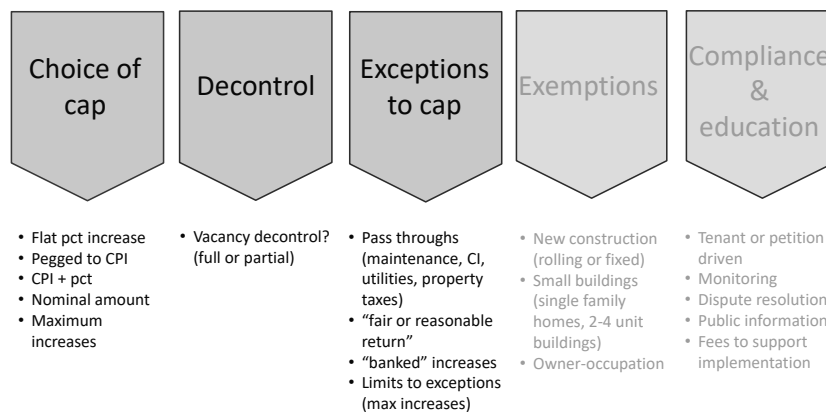 Choice of
cap
Decontrol
Exceptions
to cap
Exemptions
Compliance
&
education
• Flat pct increase
• Pegged to CPI
• CPI + pct
• Nominal amount
• Maximum
increases
• Vacancy decontrol?
(full or partial)
• Pass throughs
(maintenance, CI,
utilities, property
taxes)
• “fair or reasonable
return”
• “banked” increases
• Limits to exceptions
(max increases)
• New construction
(rolling or fixed)
• Small buildings
(single family
homes, 2-4 unit
buildings)
• Owner-occupation
• Tenant or petition
driven
• Monitoring
• Dispute resolution
• Public information
• Fees to support
implementation